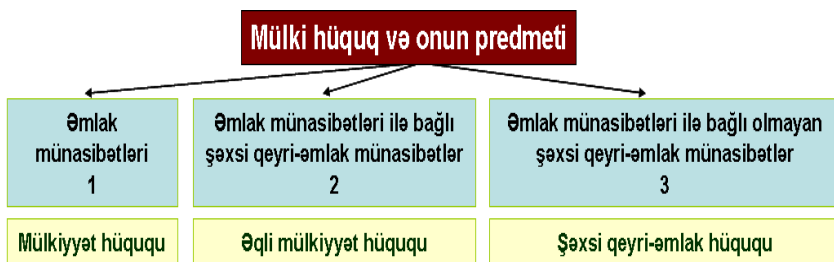 Mülki hüquq və onun predmeti
Əmlak
münasibətləri
1
Əmlak münasibətləri ilə bağlı
şəxsi qeyri-əmlak münasibətlər
2
Əmlak münasibətləri ilə bağlı olmayan
şəxsi qeyri-əmlak münasibətlər
3
Mülkiyyət hüququ
Əqli mülkiyyət hüququ
Şəxsi qeyri-əmlak hüququ